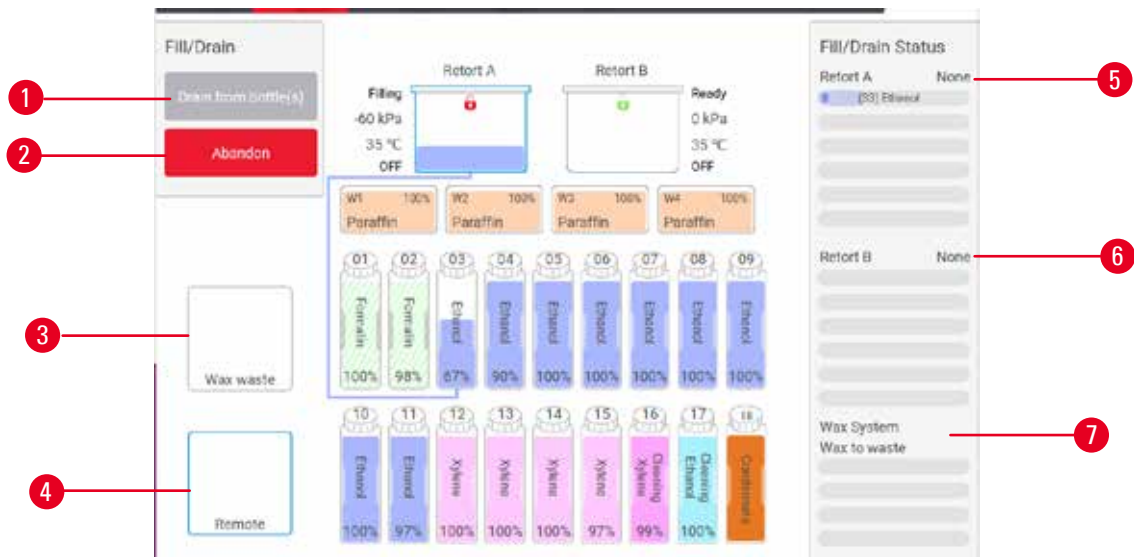 Fill/Drain
1
Drain from bottle(s)
2
Abandon
3
Wax waste
4
Remote
Retort A
Retort B
Filling
-60 kPa
35 °C
OFF
Ready
0 kPa
35 °C
OFF
W1 100% W2 100% W3 100% W4 100%
Paraffin Paraffin Paraffin Paraffin
01 02 03 04 05 06 07 08 09
Formalin Formalin Ethanol Ethanol Ethanol Ethanol Ethanol Ethanol Ethanol
100% 98% 67% 90% 100% 100% 100% 100% 100%
10 11 12 13 14 15 16 17 18
Ethanol Ethanol Xylene Xylene Xylene Xylene Cleaning Xylene Cleaning Ethanol Condensate
100% 97% 100% 100% 100% 97% 99% 100%
Fill/Drain Status
Retort A None
5
(S3) Ethanol
Retort B None
6
Wax System
7
Wax to waste